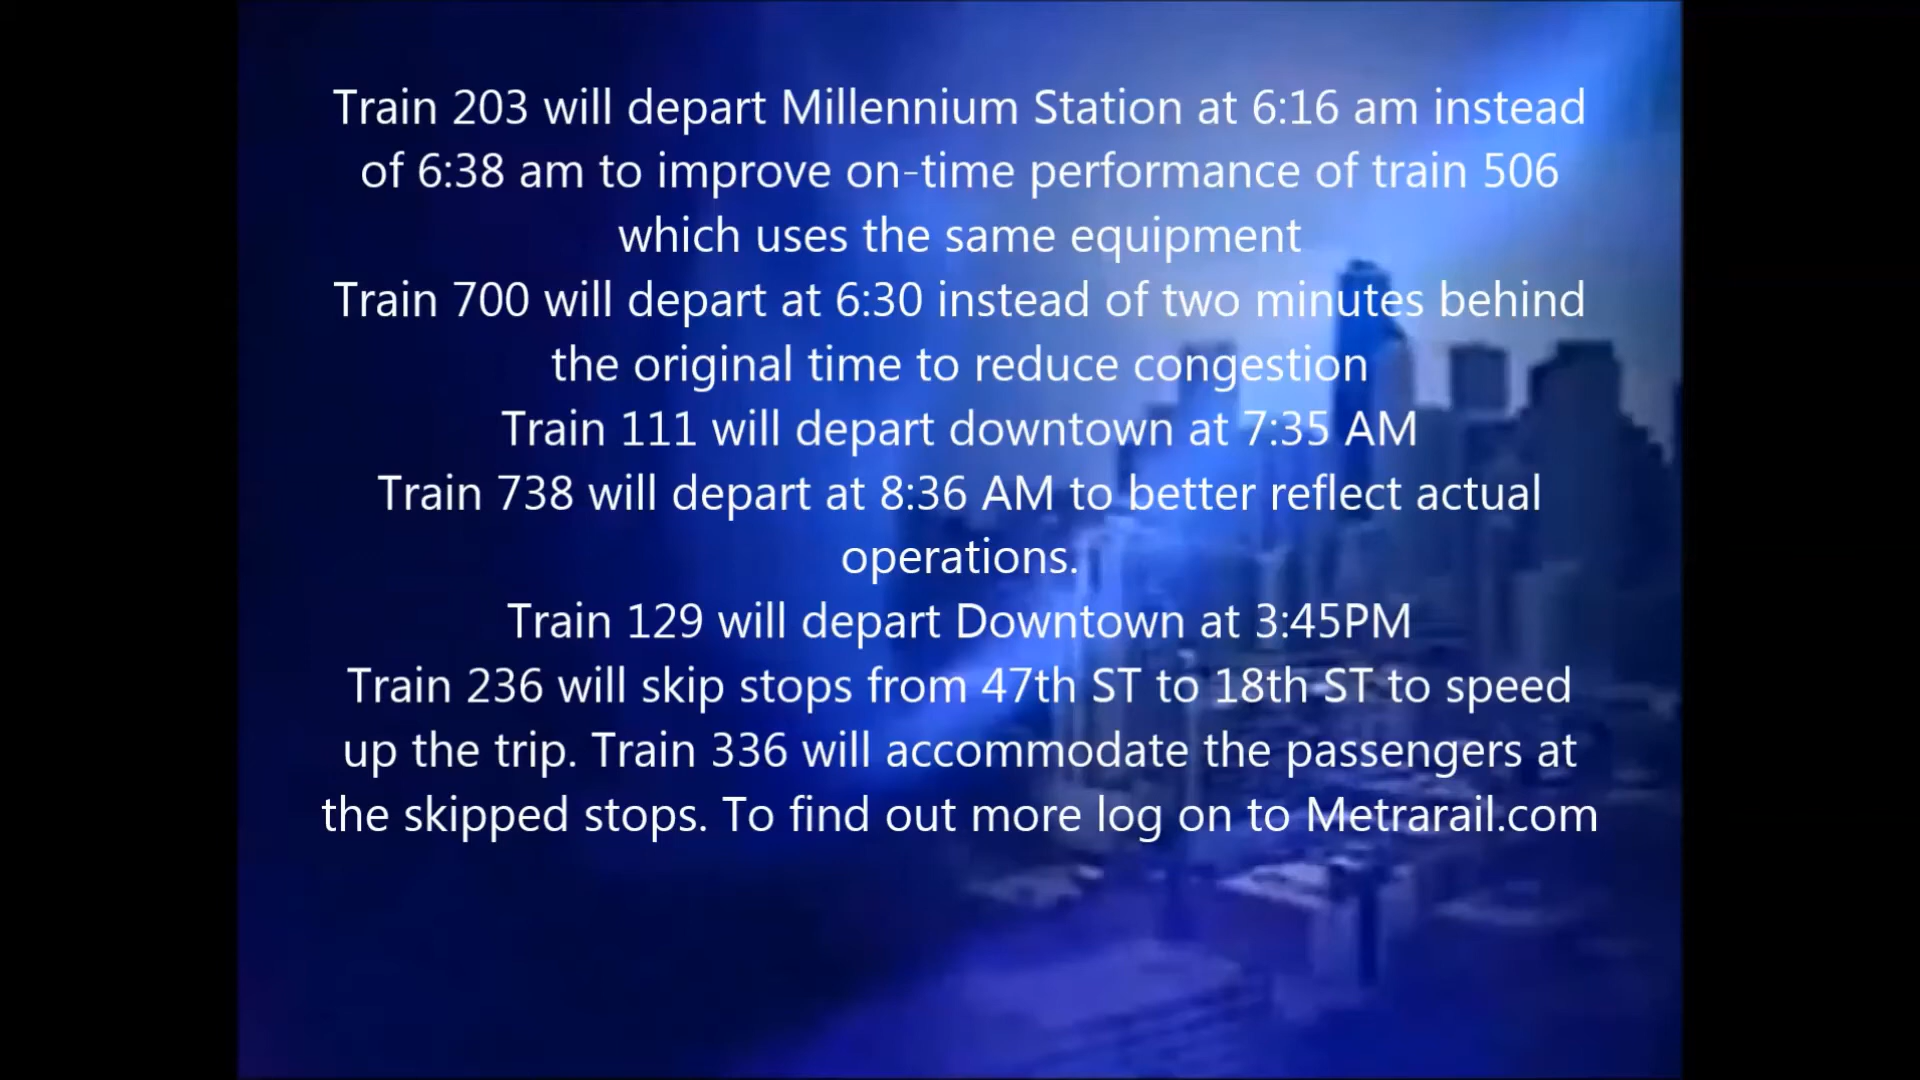 Train 203 will depart Millennium Station at 6:16 am instead
of 6:38 am to improve on-time performance of train 506
which uses the same equipment
Train 700 will depart at 6:30 instead of two minutes behind
the original time to reduce congestion
Train 111 will depart downtown at 7:35 AM
Train 738 will depart at 8:36 AM to better reflect actual
operations.
Train 129 will depart Downtown at 3:45PM
Train 236 will skip stops from 47th ST to 18th ST to speed
up the trip. Train 336 will accommodate the passengers at
the skipped stops. To find out more log on to Metrarail.com